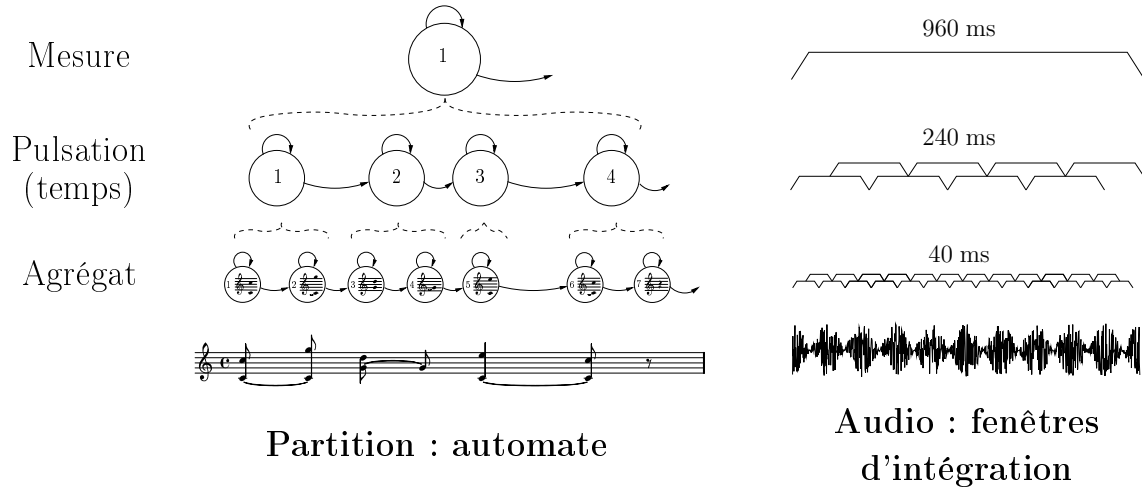 Mesure
1
960 ms
Pulsation
(temps)
1 2 3 4
240 ms
Agrégat
1 2 3 4 5 6 7
40 ms
Partition : automate
Audio : fenêtres
d'intégration